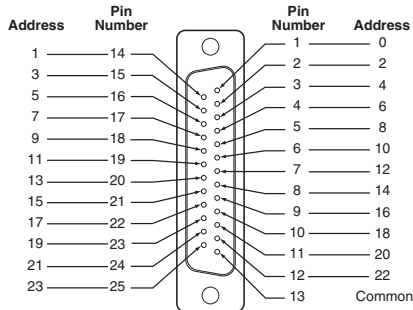 Address Pin Number Pin Number Address
1 14 1 0
3 15 2 2
5 16 3 4
7 17 4 6
9 18 5 8
11 19 6 10
13 20 7 12
15 21 8 14
17 22 9 16
19 23 10 18
21 24 11 20
23 25 12 22
13 Common